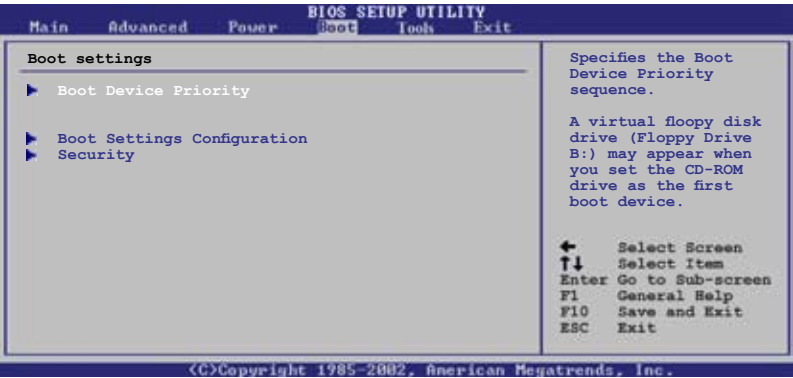 BIOS SETUP UTILITY
Main Advanced Power Boot Tools Exit
Boot settings
Boot Device Priority
Boot Settings Configuration
Security
Specifies the Boot
Device Priority
sequence.
A virtual floopy disk
drive (Floppy Drive
B:) may appear when
you set the CD-ROM
drive as the first
boot device.
← Select Screen
↑↓ Select Item
Enter Go to Sub-screen
F1 General Help
F10 Save and Exit
ESC Exit
(C)Copyright 1985-2002, American Megatrends, Inc.